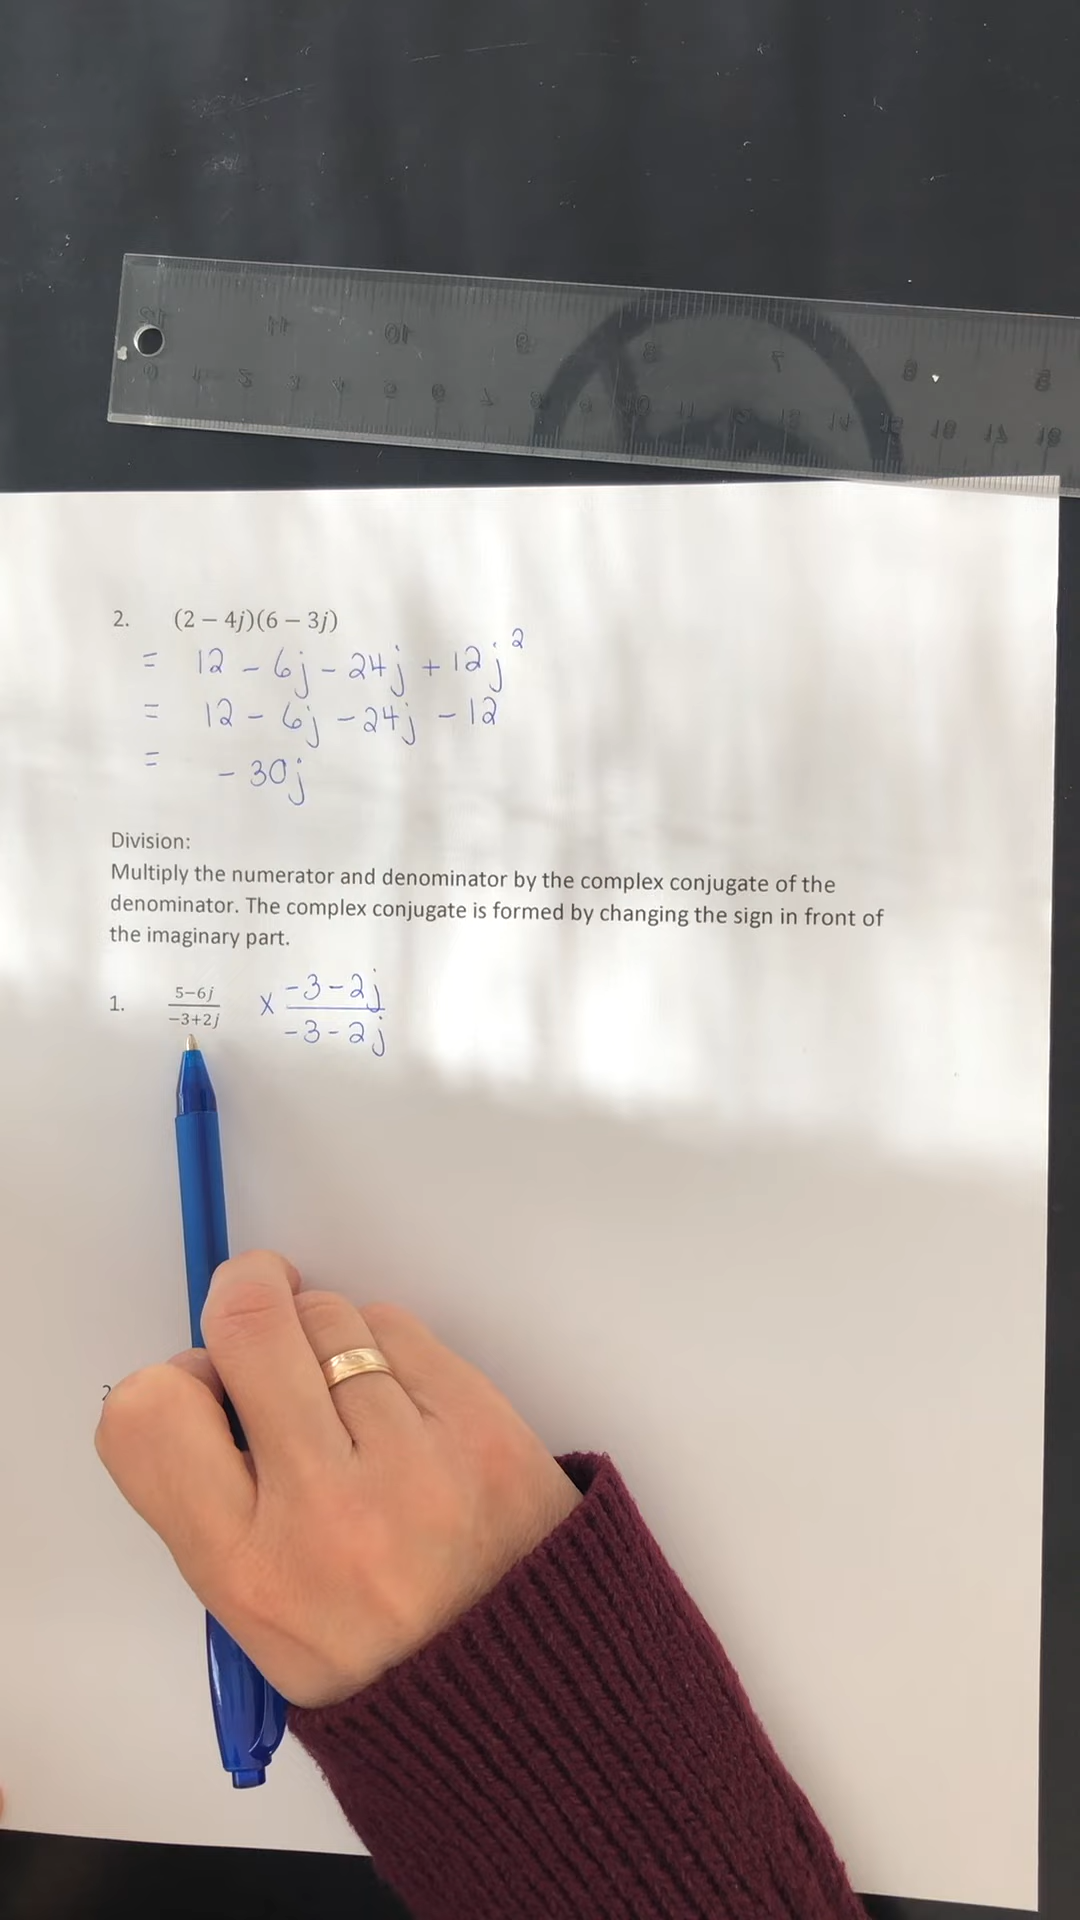 2. (2 – 4j)(6 – 3j)
= 12 - 6j - 24j + 12j²
= 12 - 6j - 24j - 12
= - 30j
Division:
Multiply the numerator and denominator by the complex conjugate of the
denominator. The complex conjugate is formed by changing the sign in front of
the imaginary part.
1. 5−6j / −3+2j × -3-2j / -3-2j